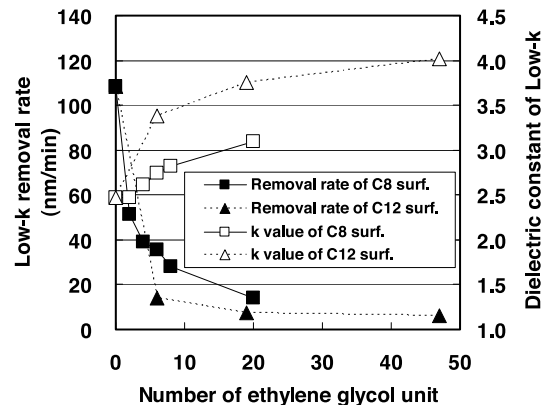 Low-k removal rate
(nm/min)
140
120
100
80
60
40
20
0
4.5
4.0
3.5
3.0
2.5
2.0
1.5
1.0
Dielectric constant of Low-k
Removal rate of C8 surf.
Removal rate of C12 surf.
k value of C8 surf.
k value of C12 surf.
0 10 20 30 40 50
Number of ethylene glycol unit